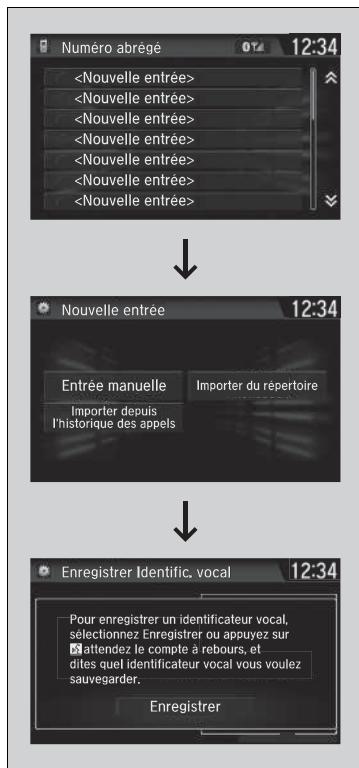 Numéro abrégé 12:34
<Nouvelle entrée>
<Nouvelle entrée>
<Nouvelle entrée>
<Nouvelle entrée>
<Nouvelle entrée>
<Nouvelle entrée>
<Nouvelle entrée>
Nouvelle entrée 12:34
Entrée manuelle Importer du répertoire
Importer depuis
l'historique des appels
Enregistrer Identific. vocal 12:34
Pour enregistrer un identificateur vocal,
sélectionnez Enregistrer ou appuyez sur
attendez le compte à rebours, et
dites quel identificateur vocal vous voulez
sauvegarder.
Enregistrer